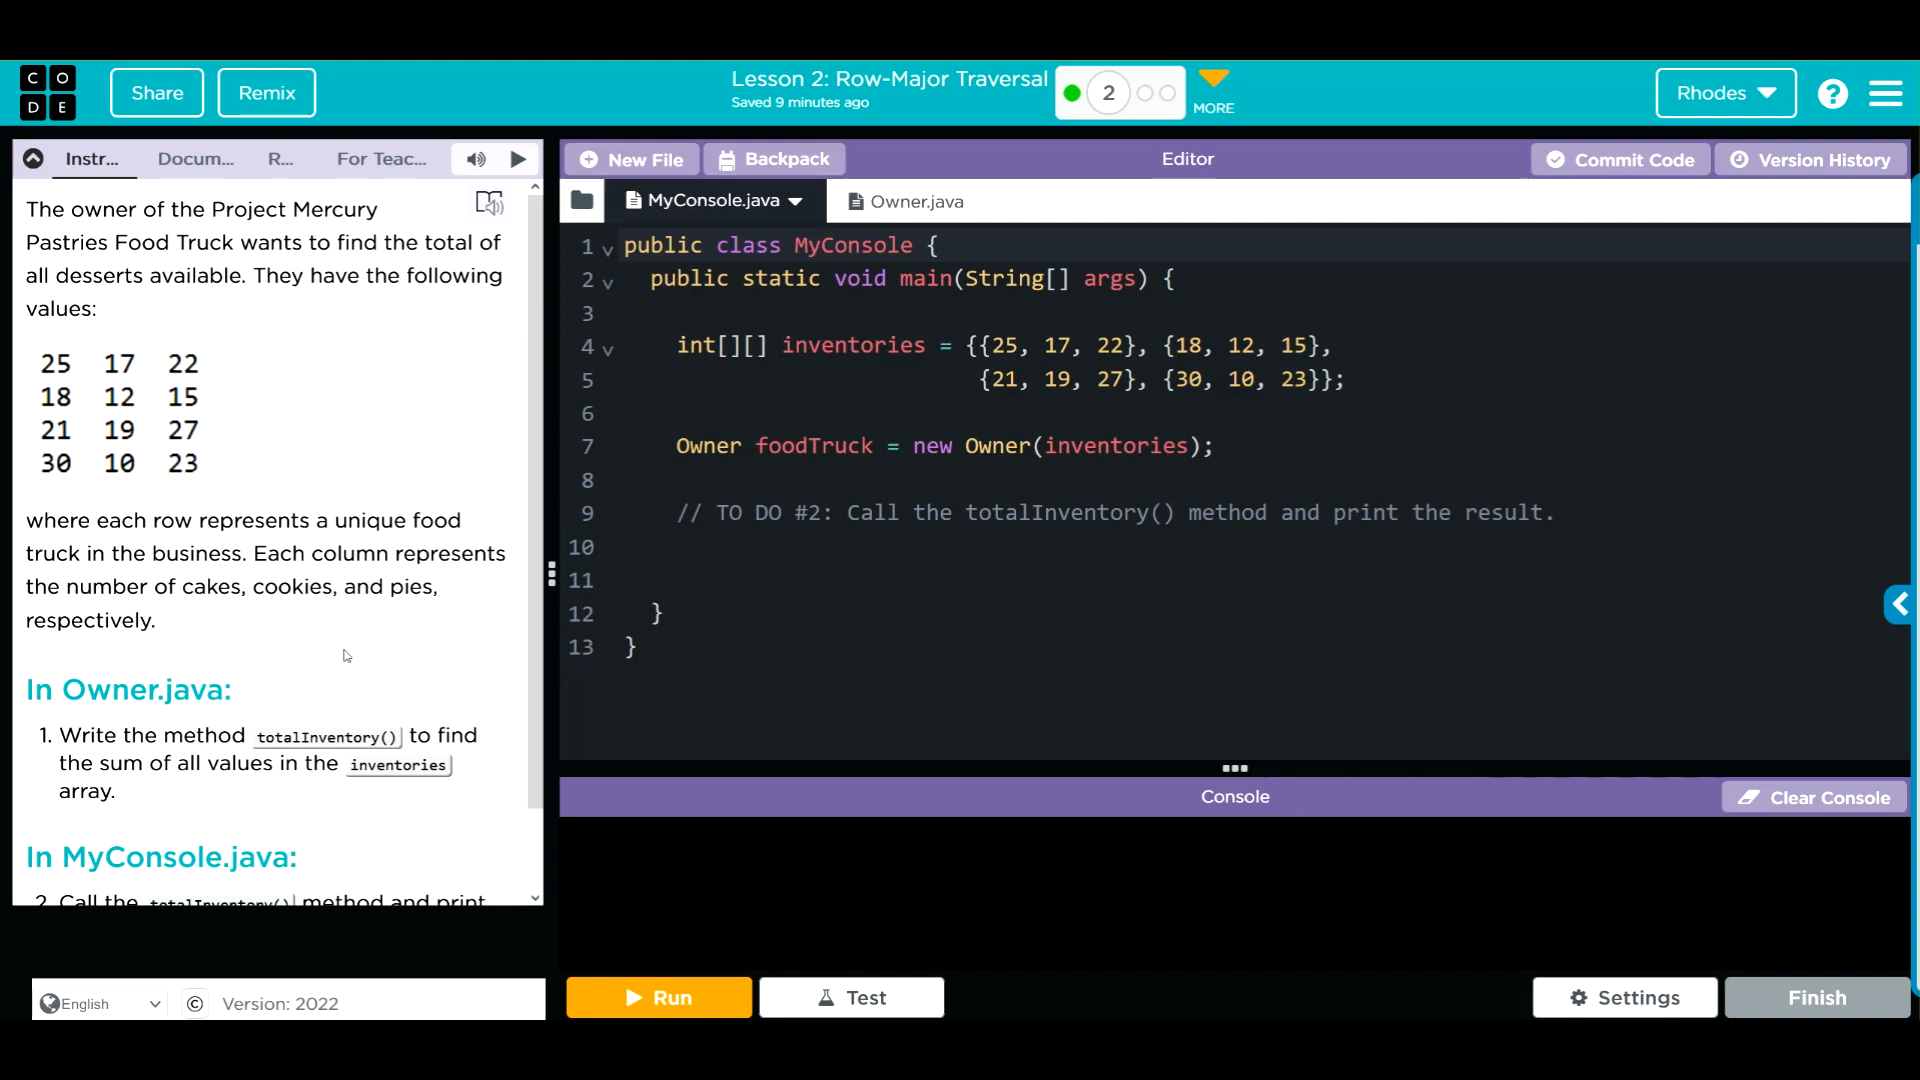 CODE
Share
Remix
Lesson 2: Row-Major Traversal
Saved 9 minutes ago
2
MORE
Rhodes
?
Instr...
Docum...
R...
For Teac...
The owner of the Project Mercury
Pastries Food Truck wants to find the total of
all desserts available. They have the following
values:
25 17 22
18 12 15
21 19 27
30 10 23
where each row represents a unique food
truck in the business. Each column represents
the number of cakes, cookies, and pies,
respectively.
In Owner.java:
1. Write the method totalInventory() to find
the sum of all values in the inventories
array.
In MyConsole.java:
2. Call the totalInventory() method and print
English
© Version: 2022
New File
Backpack
Editor
Commit Code
Version History
MyConsole.java
Owner.java
1 public class MyConsole {
2 public static void main(String[] args) {
3
4 int[][] inventories = {{25, 17, 22}, {18, 12, 15},
5 {21, 19, 27}, {30, 10, 23}};
6
7 Owner foodTruck = new Owner(inventories);
8
9 // TO DO #2: Call the totalInventory() method and print the result.
10
11
12 }
13 }
Console
Clear Console
Run
Test
Settings
Finish